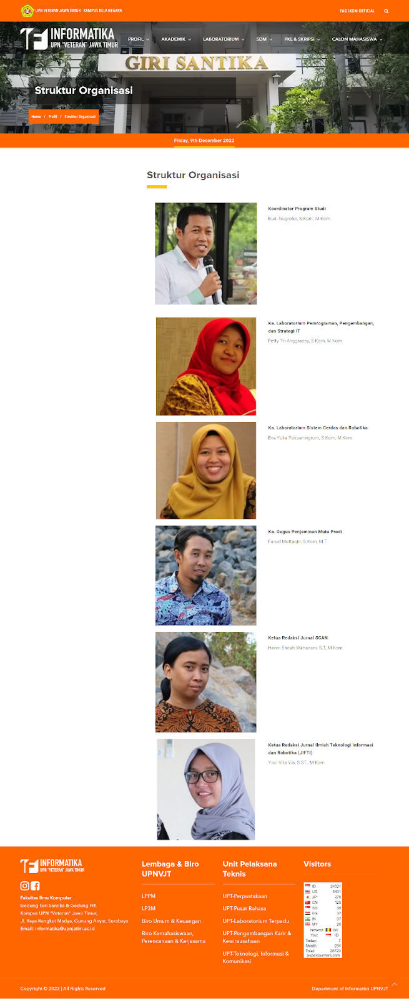 UPN VETERAN JAWA TIMUR - KAMPUS BELA NEGARA
FASILKOM OFFICIAL
INFORMATIKA
UPN "VETERAN" JAWA TIMUR
PROFIL
AKADEMIK
LABORATORIUM
SDM
PKL & SKRIPSI
CALON MAHASISWA
GIRI SANTIKA
Struktur Organisasi
Home / Profil / Struktur Organisasi
Friday, 9th December 2022
Struktur Organisasi
Koordinator Program Studi
Budi Nugroho, S.Kom, M.Kom
Ka. Laboratorium Pemrograman, Pengembangan,
dan Strategi IT
Fetty Tri Anggraeny, S.Kom, M.Kom
Ka. Laboratorium Sistem Cerdas dan Robotika
Eva Yulia Puspaningrum, S.Kom, M.Kom
Ka. Gugus Penjaminan Mutu Prodi
Faisal Muttaqin, S.Kom, M.T
Ketua Redaksi Jurnal SCAN
Henni Endah Wahanani, S.T, M.Kom
Ketua Redaksi Jurnal Ilmiah Teknologi Informasi
dan Robotika (JIFTI)
Yisti Vita Via, S.ST., M.Kom.
INFORMATIKA
UPN "VETERAN" JAWA TIMUR
Fakultas Ilmu Komputer
Gedung Giri Santika & Gedung FIK
Kampus UPN "Veteran" Jawa Timur,
Jl. Raya Rungkut Madya, Gunung Anyar, Surabaya.
Email: informatika@upnjatim.ac.id
Lembaga & Biro
UPNVJT
LPPM
LP3M
Biro Umum & Keuangan
Biro Kemahasiswaan,
Perencanaan & Kerjasama
Unit Pelaksana
Teknis
UPT-Perpustakaan
UPT-Pusat Bahasa
UPT-Laboratorium Terpadu
UPT-Pengembangan Karir &
Kewirausahaan
UPT-Teknologi, Informasi &
Komunikasi
Visitors
ID 24521
US 3431
JP 275
CN 125
SG 58
EG 37
IN 37
MY 26
Newest: BE
You: ID
Today: 7
Month: 234
Total: 28723
Supercounters.com
Copyright © 2022 | All Rights Reserved
Department of Informatics UPNVJT